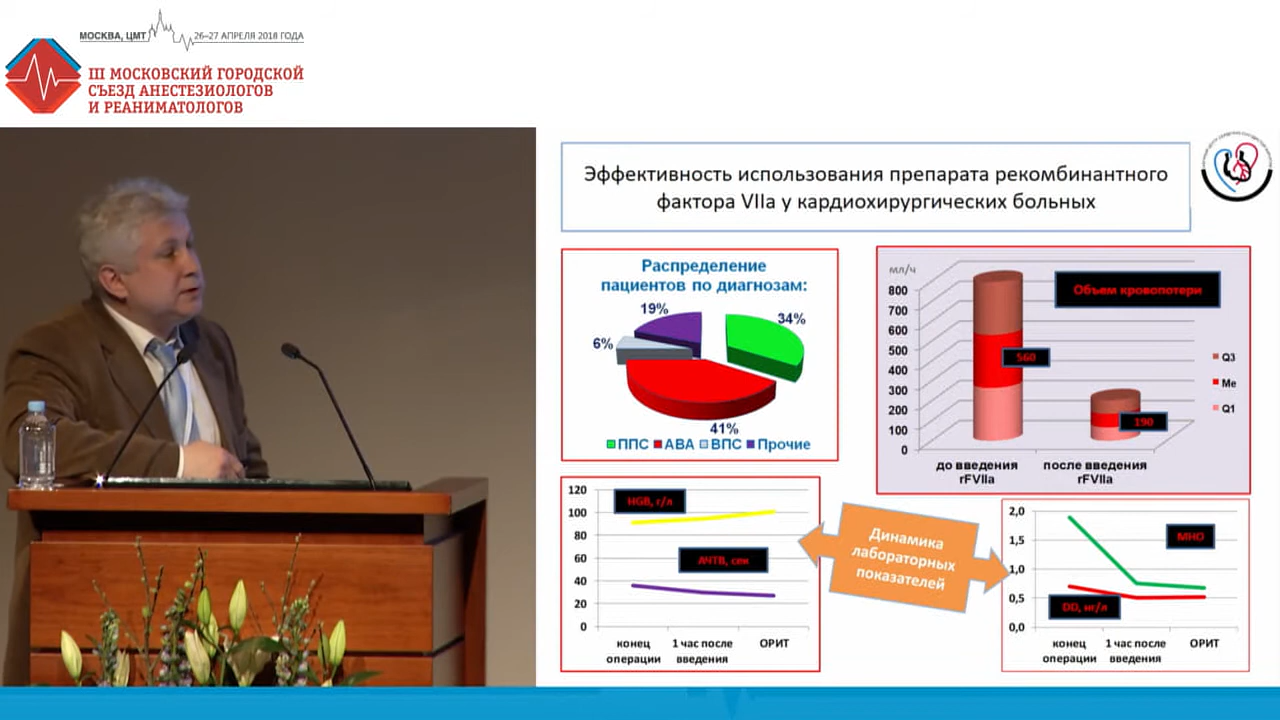 МОСКВА, ЦМТ
26–27 АПРЕЛЯ 2018 ГОДА
III МОСКОВСКИЙ ГОРОДСКОЙ
СЪЕЗД АНЕСТЕЗИОЛОГОВ
И РЕАНИМАТОЛОГОВ
Эффективность использования препарата рекомбинантного
фактора VIIa у кардиохирургических больных
Распределение
пациентов по диагнозам:
19%
34%
6%
41%
ППС АВА ВПС Прочие
мл/ч
Объем кровопотери
800
700
600
500
400
300
200
100
0
560
190
Q3
Me
Q1
до введения
rFVIIa
после введения
rFVIIa
120
100
80
60
40
20
0
HGB, г/л
АЧТВ, сек
конец
операции
1 час после
введения
ОРИТ
Динамика
лабораторных
показателей
2,0
1,5
1,0
0,5
0,0
МНО
DD, нг/л
конец
операции
1 час после
введения
ОРИТ